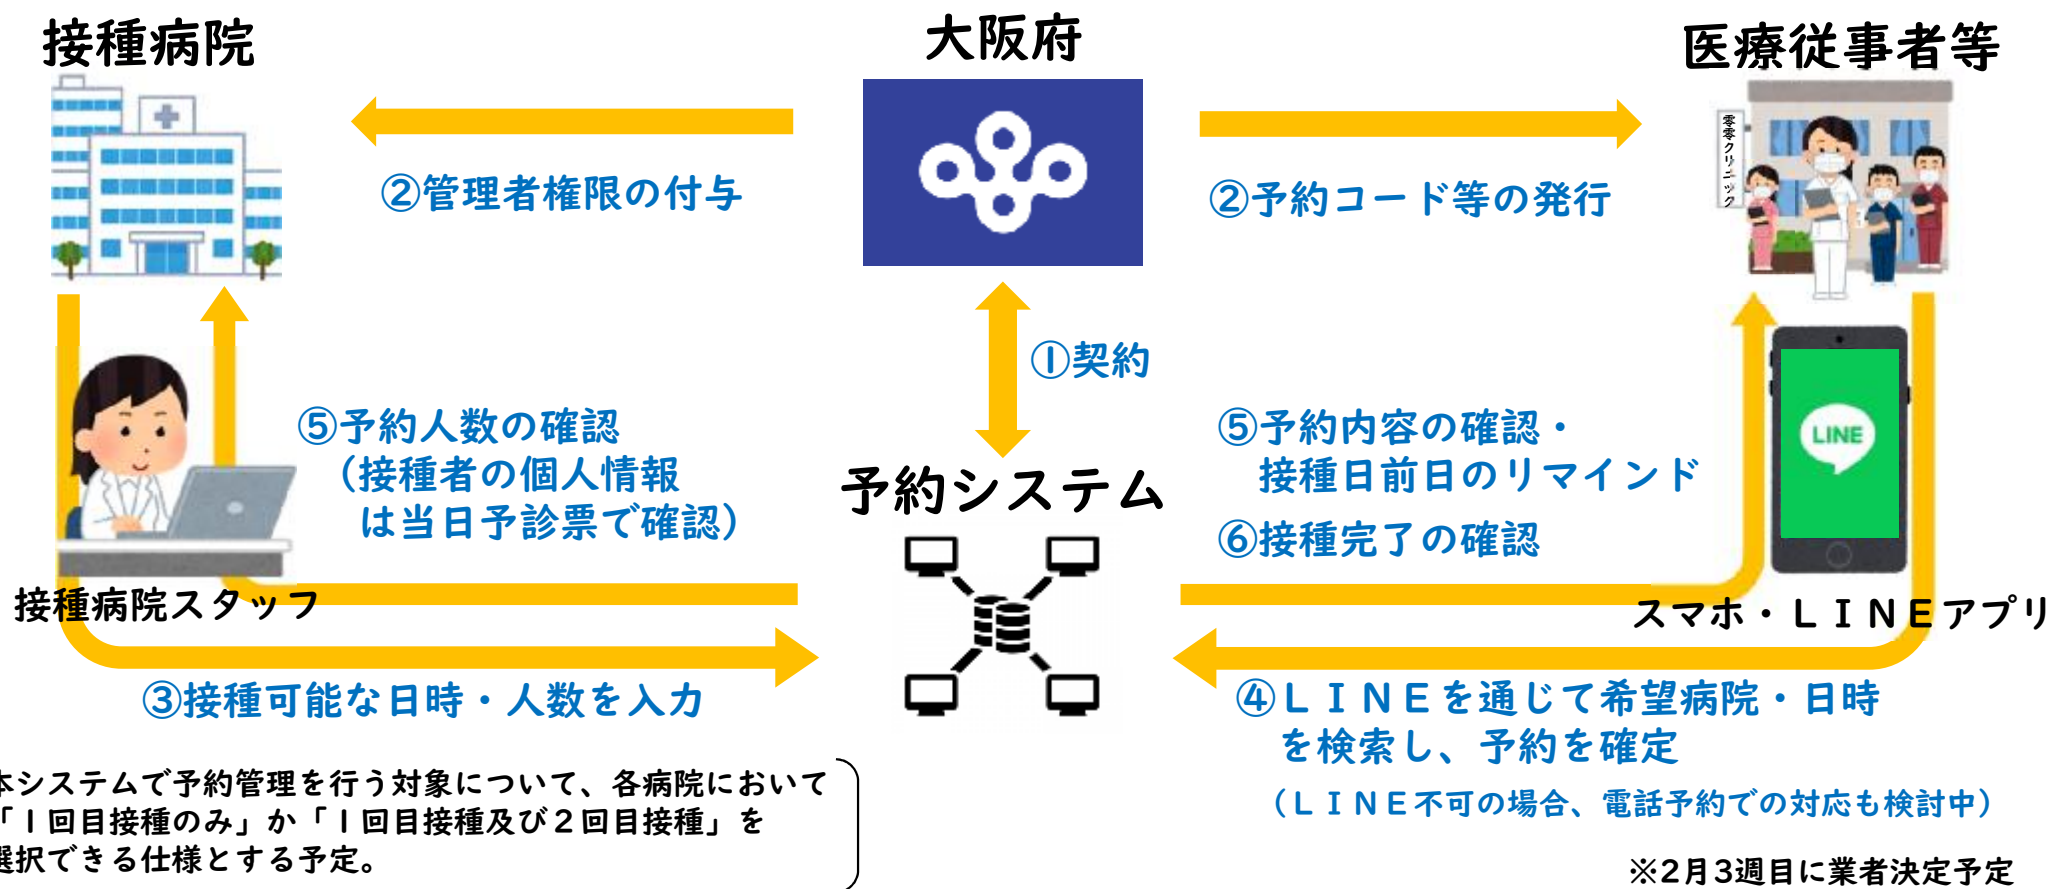 接種病院
大阪府
医療従事者等
零零クリニック
②管理者権限の付与
②予約コード等の発行
①契約
⑤予約人数の確認
（接種者の個人情報
は当日予診票で確認）
⑤予約内容の確認・
接種日前日のリマインド
⑥接種完了の確認
LINE
予約システム
接種病院スタッフ
スマホ・ＬＩＮＥアプリ
③接種可能な日時・人数を入力
④ＬＩＮＥを通じて希望病院・日時
を検索し、予約を確定
（ＬＩＮＥ不可の場合、電話予約での対応も検討中）
本システムで予約管理を行う対象について、各病院において
「１回目接種のみ」か「１回目接種及び２回目接種」を
選択できる仕様とする予定。
※2月3週目に業者決定予定